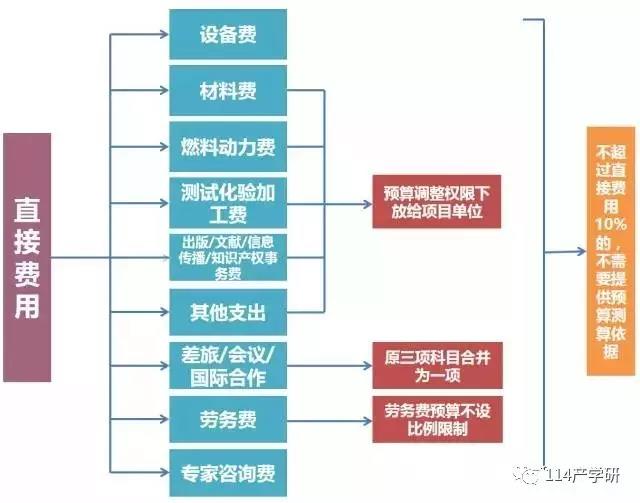 直接费用
设备费
材料费
燃料动力费
测试化验加
工费
出版/文献/信息
传播/知识产权事
务费
其他支出
差旅/会议/
国际合作
劳务费
专家咨询费
预算调整权限下
放给项目单位
原三项科目合并
为一项
劳务费预算不设
比例限制
不超
过直
接费
用
10%
的，
不需
要提
供预
算测
算依
据
114产学研